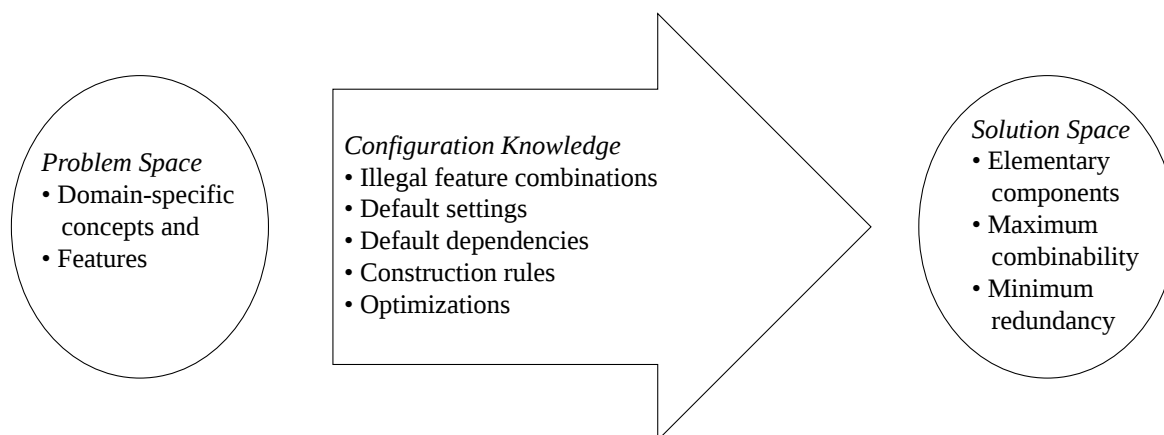 Problem Space
• Domain-specific
concepts and
• Features
Configuration Knowledge
• Illegal feature combinations
• Default settings
• Default dependencies
• Construction rules
• Optimizations
Solution Space
• Elementary
components
• Maximum
combinability
• Minimum
redundancy